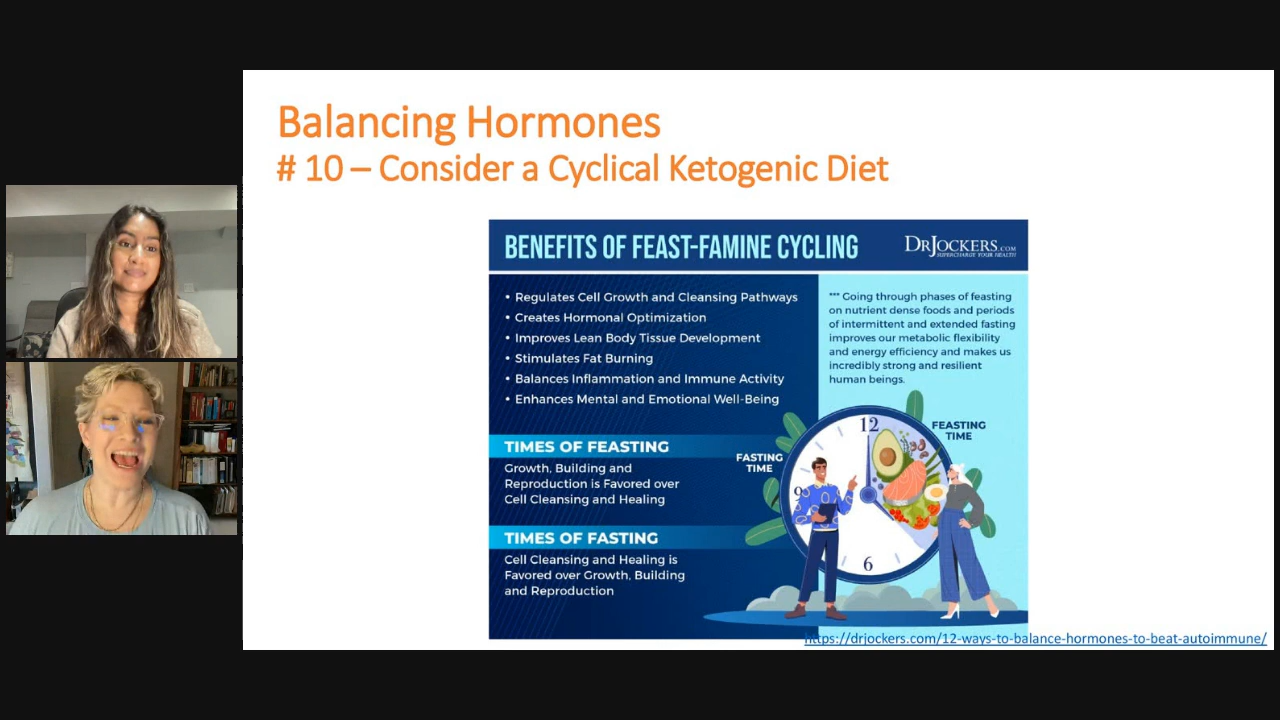 Balancing Hormones
# 10 – Consider a Cyclical Ketogenic Diet
BENEFITS OF FEAST-FAMINE CYCLING
DRJOCKERS.COM
SUPERCHARGE YOUR HEALTH
• Regulates Cell Growth and Cleansing Pathways
• Creates Hormonal Optimization
• Improves Lean Body Tissue Development
• Stimulates Fat Burning
• Balances Inflammation and Immune Activity
• Enhances Mental and Emotional Well-Being
*** Going through phases of feasting
on nutrient dense foods and periods
of intermittent and extended fasting
improves our metabolic flexibility
and energy efficiency and makes us
incredibly strong and resilient
human beings.
TIMES OF FEASTING
Growth, Building and
Reproduction is Favored over
Cell Cleansing and Healing
TIMES OF FASTING
Cell Cleansing and Healing is
Favored over Growth, Building
and Reproduction
FASTING
TIME
FEASTING
TIME
12
9
6
https://drjockers.com/12-ways-to-balance-hormones-to-beat-autoimmune/